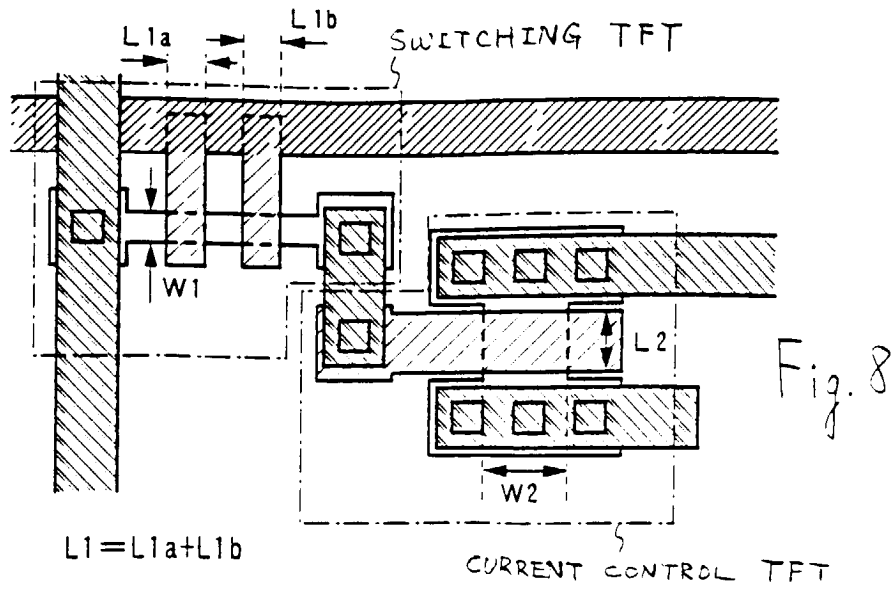 L1a
L1b
SWITCHING TFT
W1
L2
Fig. 8
W2
L1=L1a+L1b
CURRENT CONTROL TFT